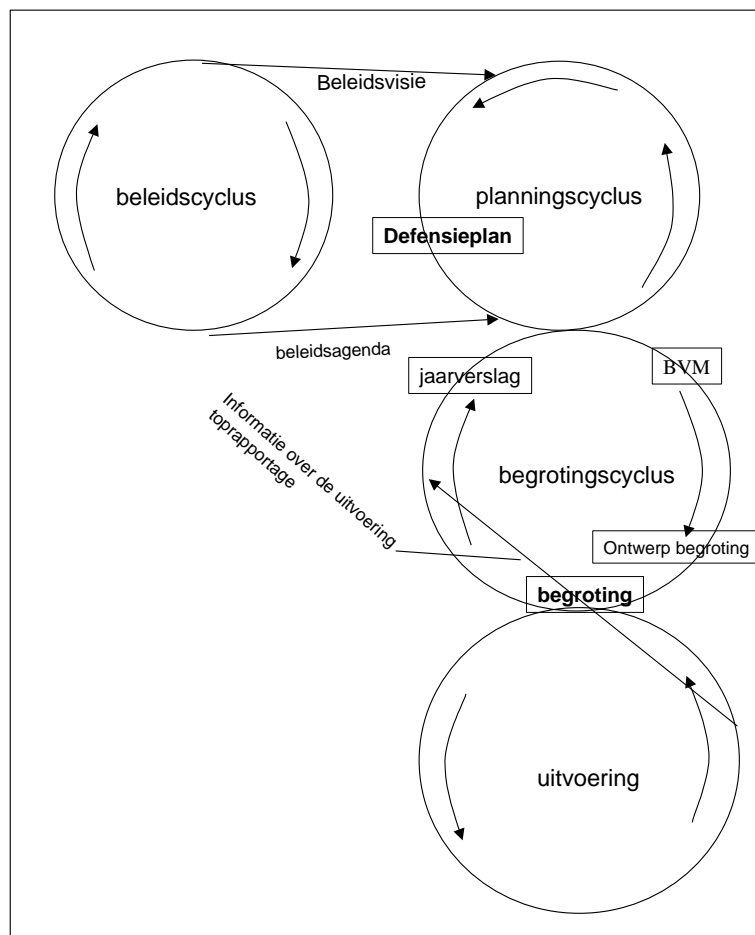 Beleidsvisie
beleidscyclus
planningscyclus
Defensieplan
beleidsagenda
jaarverslag
BVM
Informatie over de uitvoering
toprapportage
begrotingscyclus
Ontwerp begroting
begroting
uitvoering